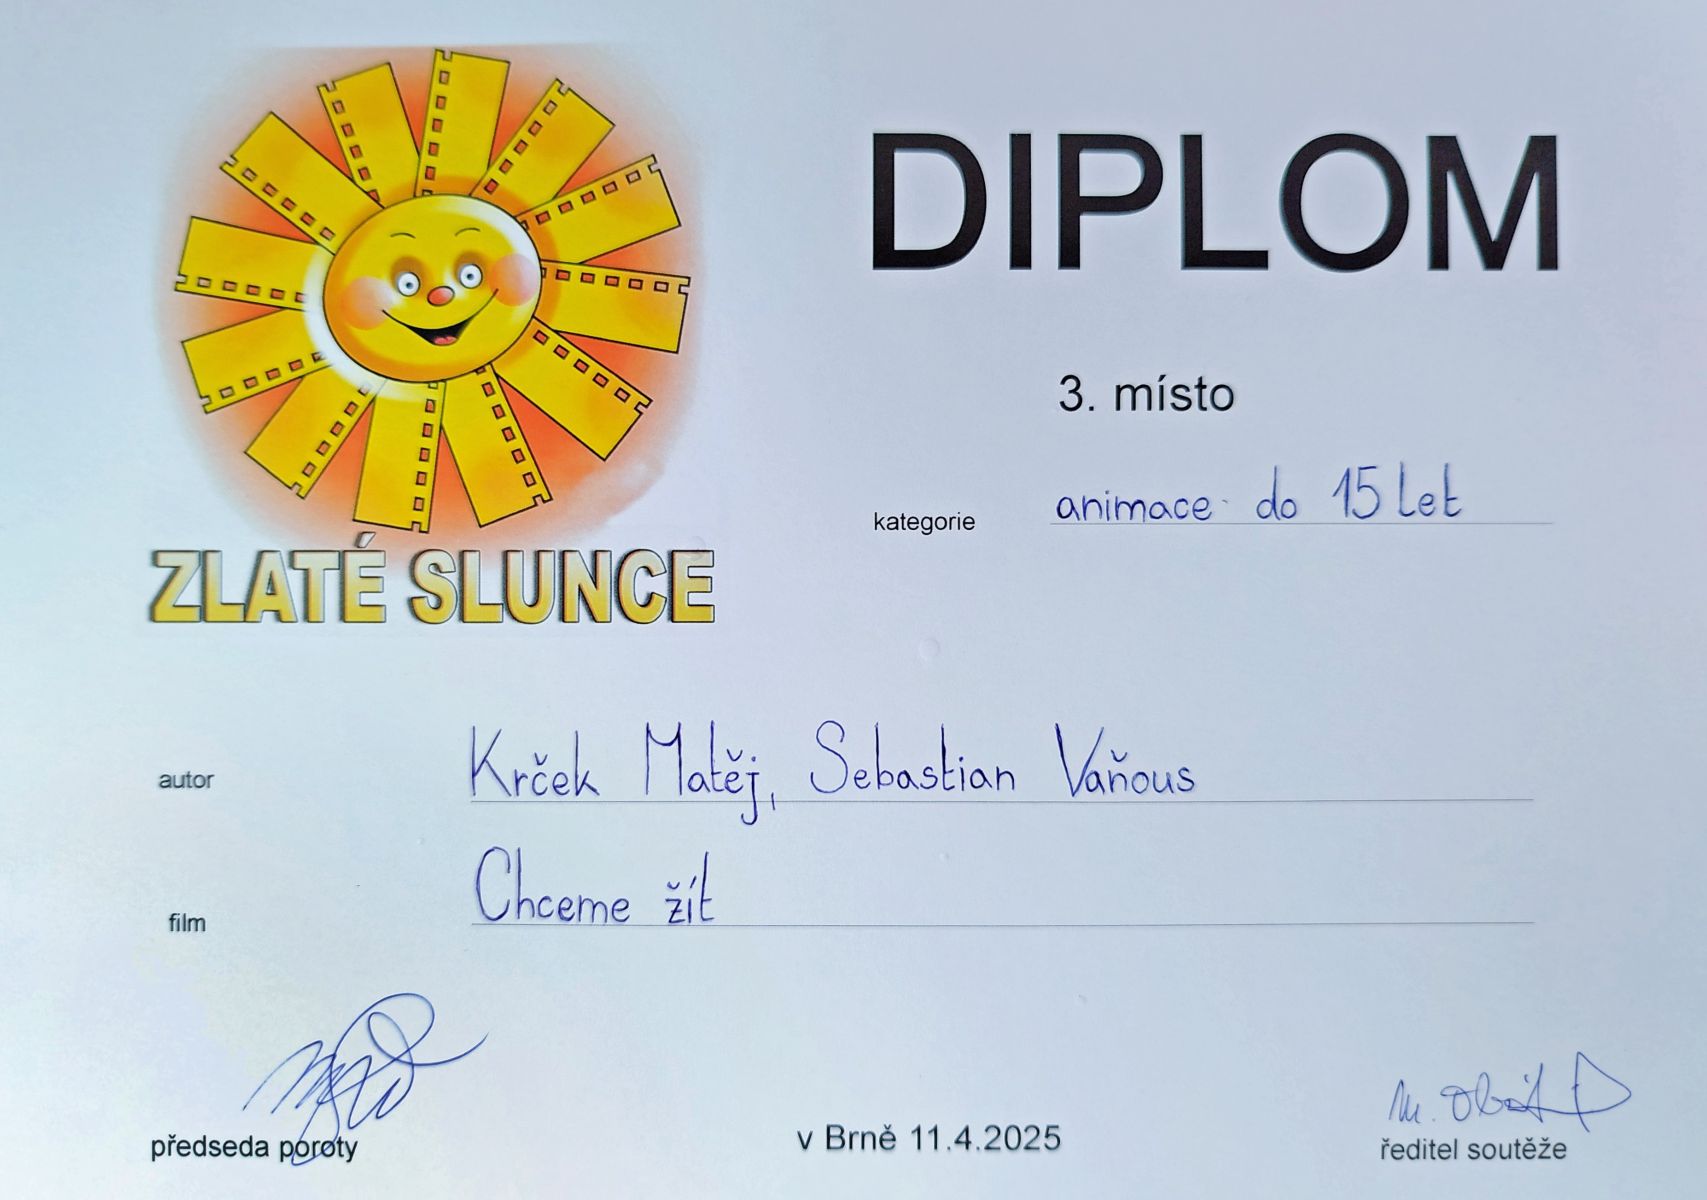 ZLATÉ SLUNCE
DIPLOM
3. místo
kategorie animace do 15 let
autor Krček Matěj, Sebastian Vaňous
film Chceme žít
předseda poroty
v Brně 11.4.2025
ředitel soutěže